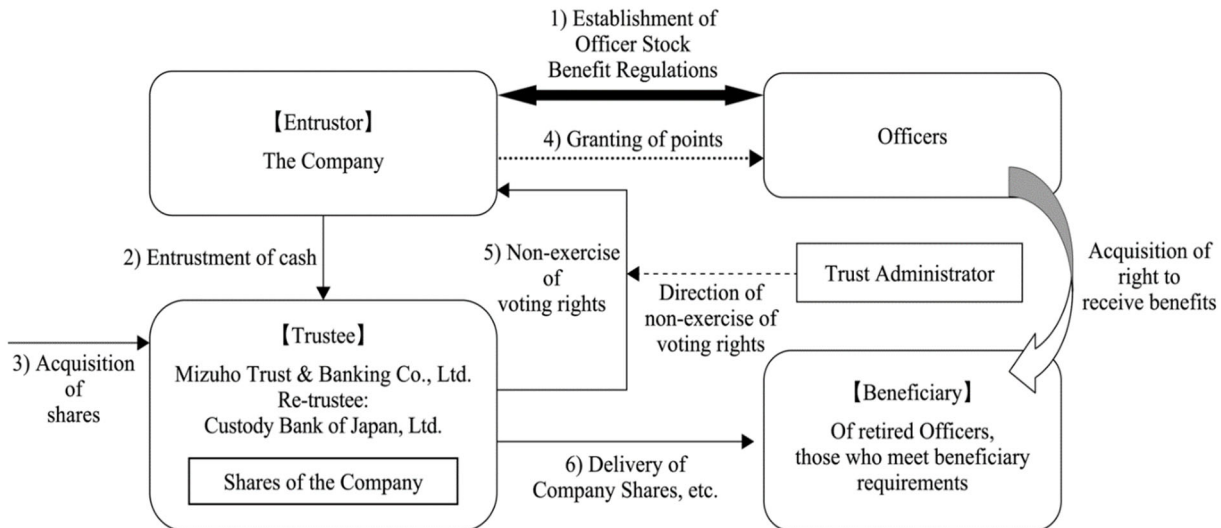 1) Establishment of
Officer Stock
Benefit Regulations
【Entrustor】
The Company
Officers
4) Granting of points
2) Entrustment of cash
5) Non-exercise
of
voting rights
Trust Administrator
Direction of
non-exercise of
voting rights
Acquisition of
right to
receive benefits
3) Acquisition
of
shares
【Trustee】
Mizuho Trust & Banking Co., Ltd.
Re-trustee:
Custody Bank of Japan, Ltd.
Shares of the Company
6) Delivery of
Company Shares, etc.
【Beneficiary】
Of retired Officers,
those who meet beneficiary
requirements